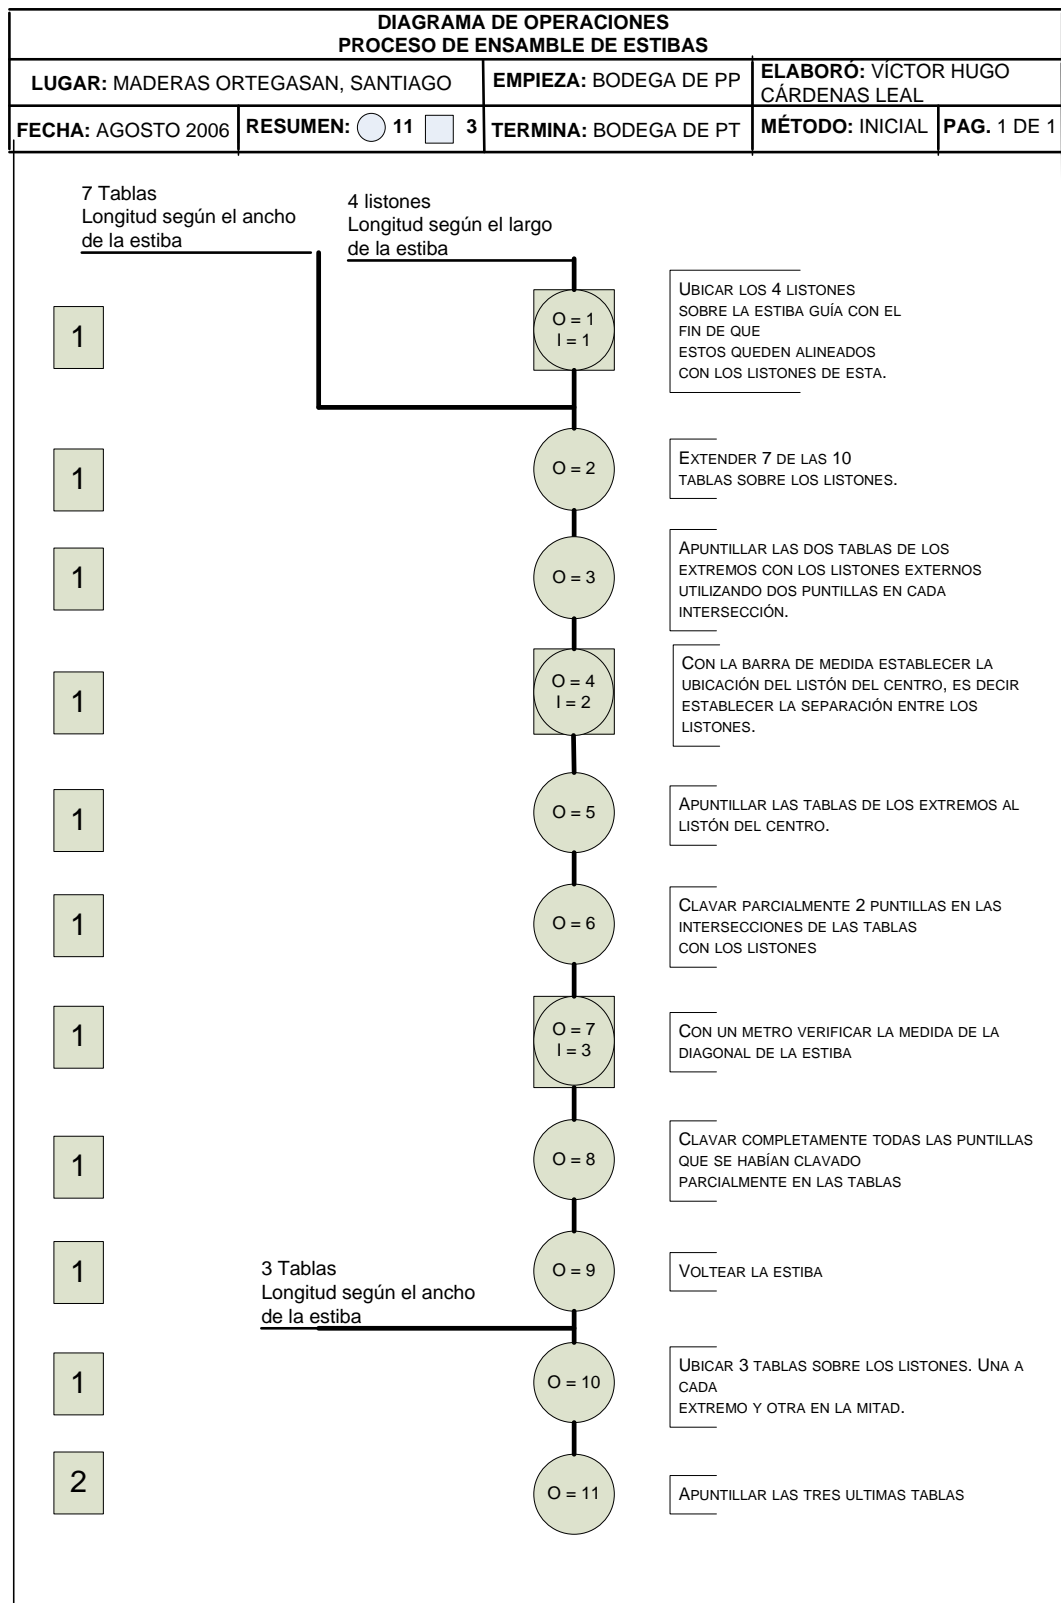 DIAGRAMA DE OPERACIONES
PROCESO DE ENSAMBLE DE ESTIBAS
LUGAR: MADERAS ORTEGASAN, SANTIAGO
EMPIEZA: BODEGA DE PP
ELABORÓ: VÍCTOR HUGO
CÁRDENAS LEAL
FECHA: AGOSTO 2006
RESUMEN: 11 3
TERMINA: BODEGA DE PT
MÉTODO: INICIAL
PAG. 1 DE 1
7 Tablas
Longitud según el ancho
de la estiba
4 listones
Longitud según el largo
de la estiba
1
O = 1
I = 1
UBICAR LOS 4 LISTONES
SOBRE LA ESTIBA GUÍA CON EL
FIN DE QUE
ESTOS QUEDEN ALINEADOS
CON LOS LISTONES DE ESTA.
1
O = 2
EXTENDER 7 DE LAS 10
TABLAS SOBRE LOS LISTONES.
1
O = 3
APUNTILLAR LAS DOS TABLAS DE LOS
EXTREMOS CON LOS LISTONES EXTERNOS
UTILIZANDO DOS PUNTILLAS EN CADA
INTERSECCIÓN.
1
O = 4
I = 2
CON LA BARRA DE MEDIDA ESTABLECER LA
UBICACIÓN DEL LISTÓN DEL CENTRO, ES DECIR
ESTABLECER LA SEPARACIÓN ENTRE LOS
LISTONES.
1
O = 5
APUNTILLAR LAS TABLAS DE LOS EXTREMOS AL
LISTÓN DEL CENTRO.
1
O = 6
CLAVAR PARCIALMENTE 2 PUNTILLAS EN LAS
INTERSECCIONES DE LAS TABLAS
CON LOS LISTONES
1
O = 7
I = 3
CON UN METRO VERIFICAR LA MEDIDA DE LA
DIAGONAL DE LA ESTIBA
1
O = 8
CLAVAR COMPLETAMENTE TODAS LAS PUNTILLAS
QUE SE HABÍAN CLAVADO
PARCIALMENTE EN LAS TABLAS
1
O = 9
VOLTEAR LA ESTIBA
3 Tablas
Longitud según el ancho
de la estiba
1
O = 10
UBICAR 3 TABLAS SOBRE LOS LISTONES. UNA A
CADA
EXTREMO Y OTRA EN LA MITAD.
2
O = 11
APUNTILLAR LAS TRES ULTIMAS TABLAS